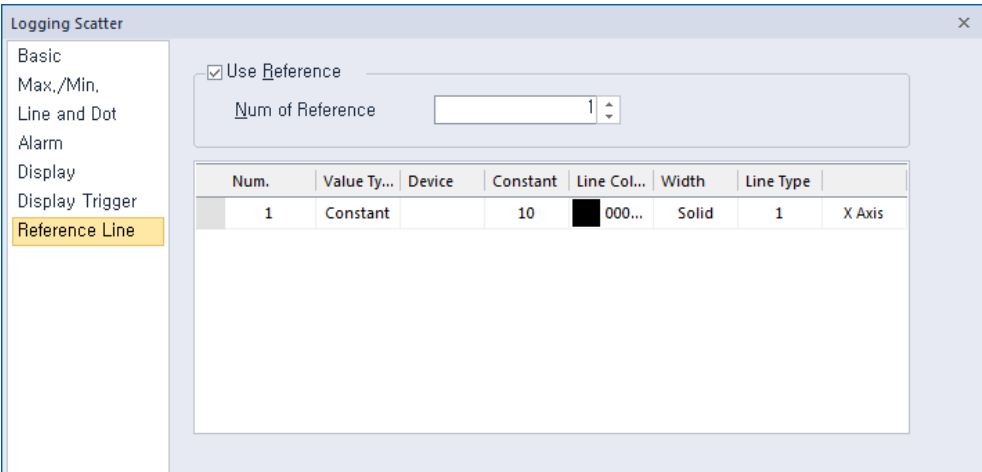 Logging Scatter
Basic
Max,/Min,
Line and Dot
Alarm
Display
Display Trigger
Reference Line
Use Reference
Num of Reference 1
Num. Value Ty... Device Constant Line Col... Width Line Type
1 Constant 10 000... Solid 1 X Axis